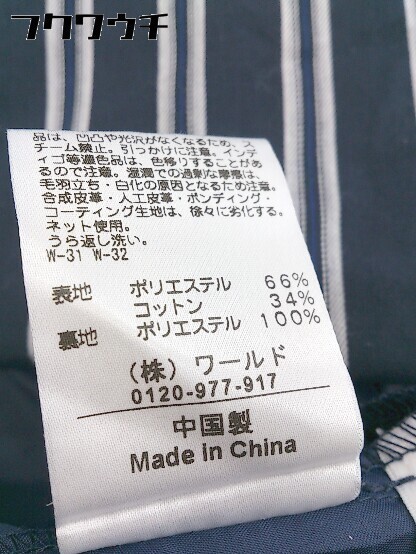 フクウウチ
品は、凹凸や光沢がなくなるため、ス
チーム禁止。引っかけに注意。インデ
ィゴ等濃色品は、色移りすることがあ
るので注意。湿潤での過剰な摩擦は、
毛羽立ち・白化の原因となるため注意。
合成皮革・人工皮革・ボンディング・
コーティング生地は、徐々に劣化する。
ネット使用。
うら返し洗い。
W-31 W-32
表地 ポリエステル 66%
コットン 34%
裏地 ポリエステル 100%
(株) ワールド
0120-977-917
中国製
Made in China